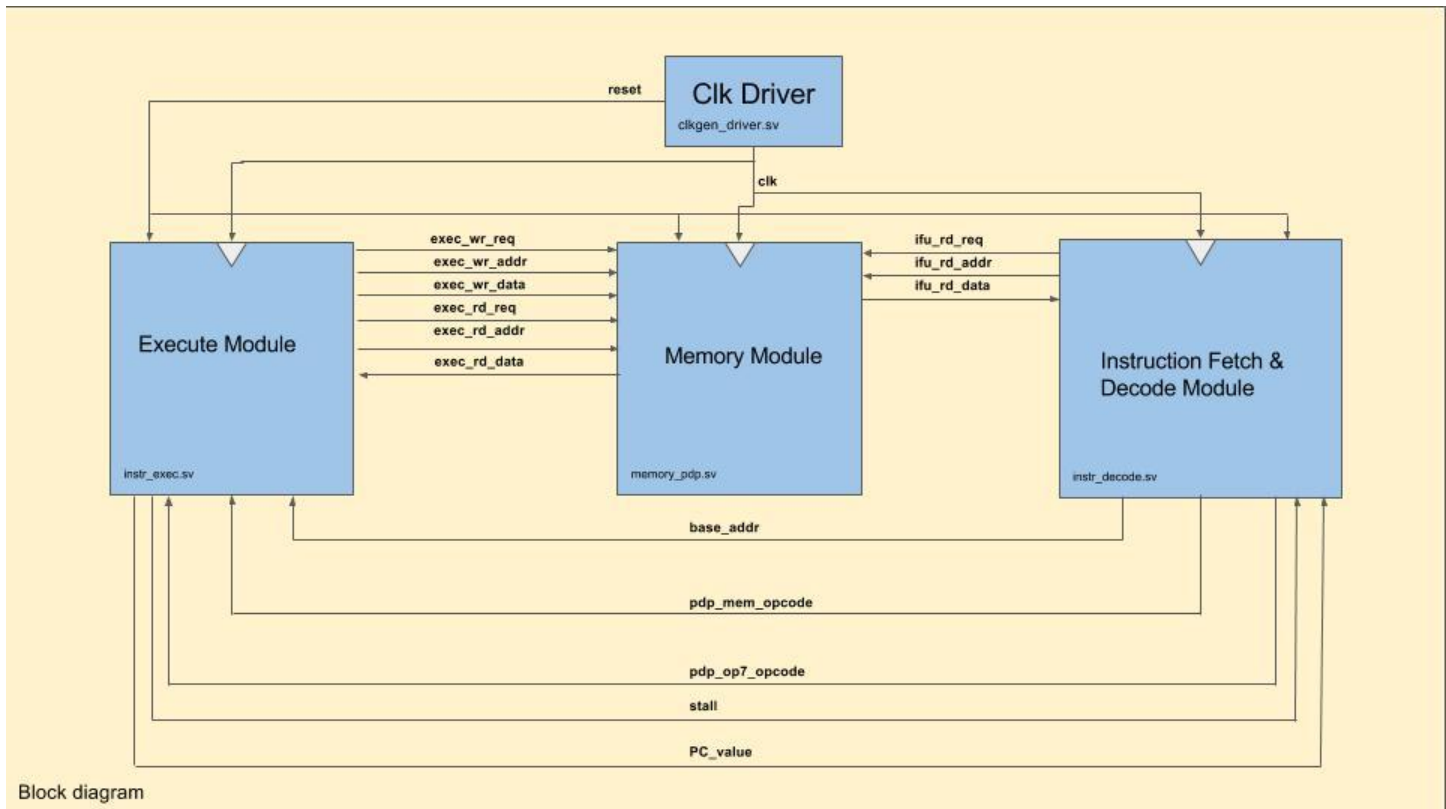 reset
Clk Driver
clkgen_driver.sv
clk
exec_wr_req
exec_wr_addr
exec_wr_data
exec_rd_req
exec_rd_addr
exec_rd_data
ifu_rd_req
ifu_rd_addr
ifu_rd_data
Execute Module
instr_exec.sv
Memory Module
memory_pdp.sv
Instruction Fetch &
Decode Module
instr_decode.sv
base_addr
pdp_mem_opcode
pdp_op7_opcode
stall
PC_value
Block diagram